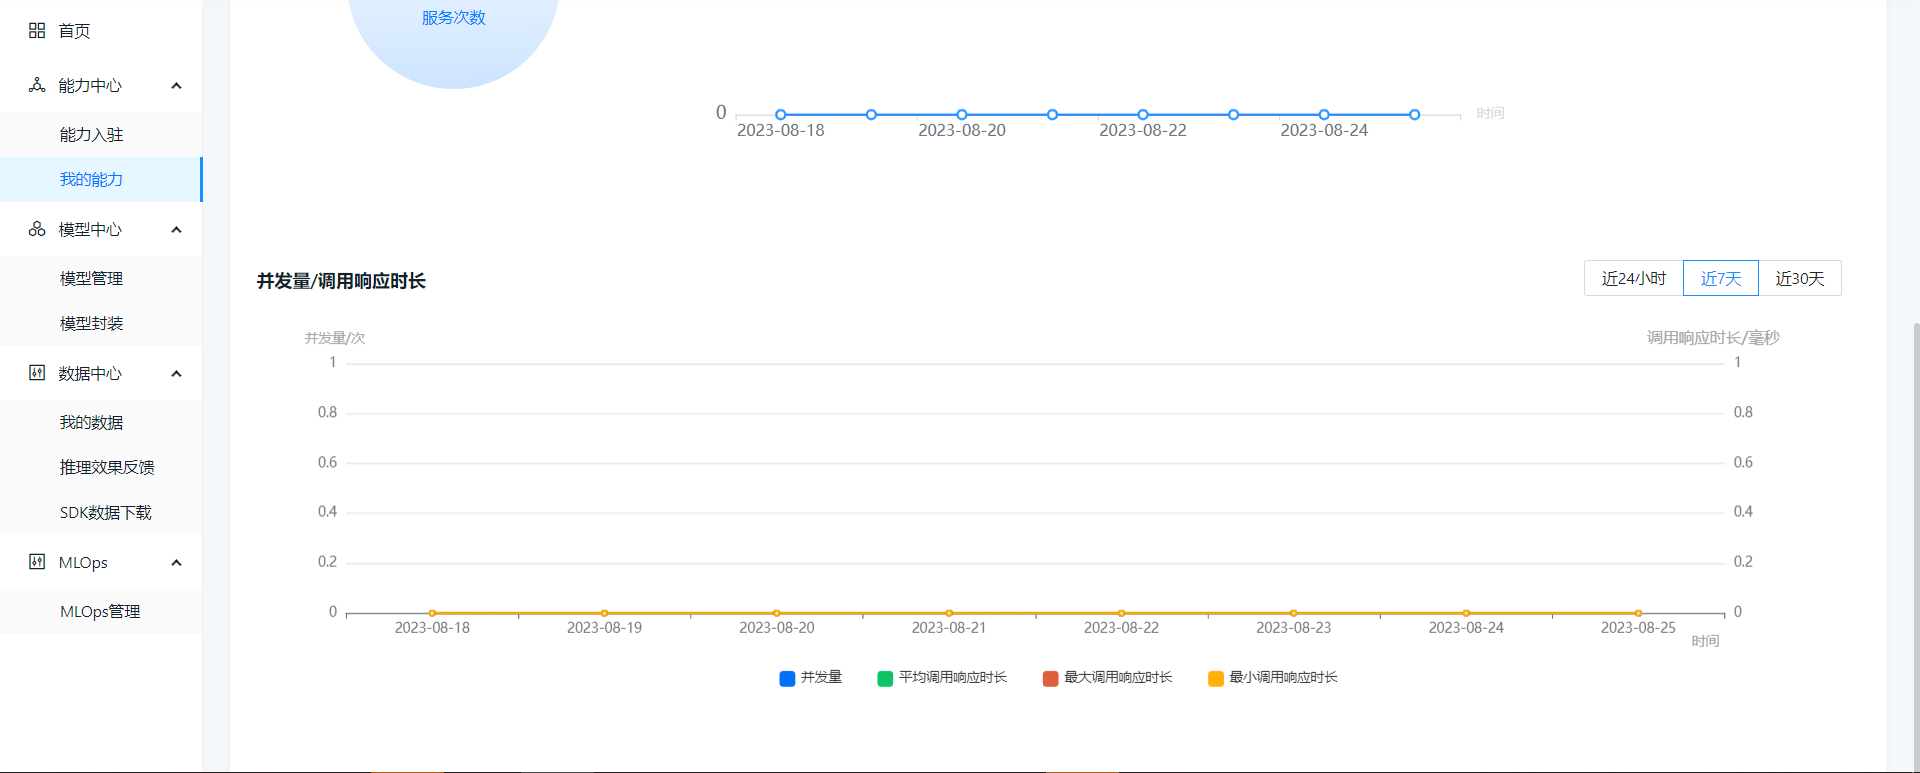 首页
能力中心
能力入驻
我的能力
模型中心
模型管理
模型封装
数据中心
我的数据
推理效果反馈
SDK数据下载
MLOps
MLOps管理
服务次数
0
时间
2023-08-18 2023-08-20 2023-08-22 2023-08-24
并发量/调用响应时长
近24小时 近7天 近30天
并发量/次 调用响应时长/毫秒
1 1
0.8 0.8
0.6 0.6
0.4 0.4
0.2 0.2
0 0
2023-08-18 2023-08-19 2023-08-20 2023-08-21 2023-08-22 2023-08-23 2023-08-24 2023-08-25
时间
并发量 平均调用响应时长 最大调用响应时长 最小调用响应时长